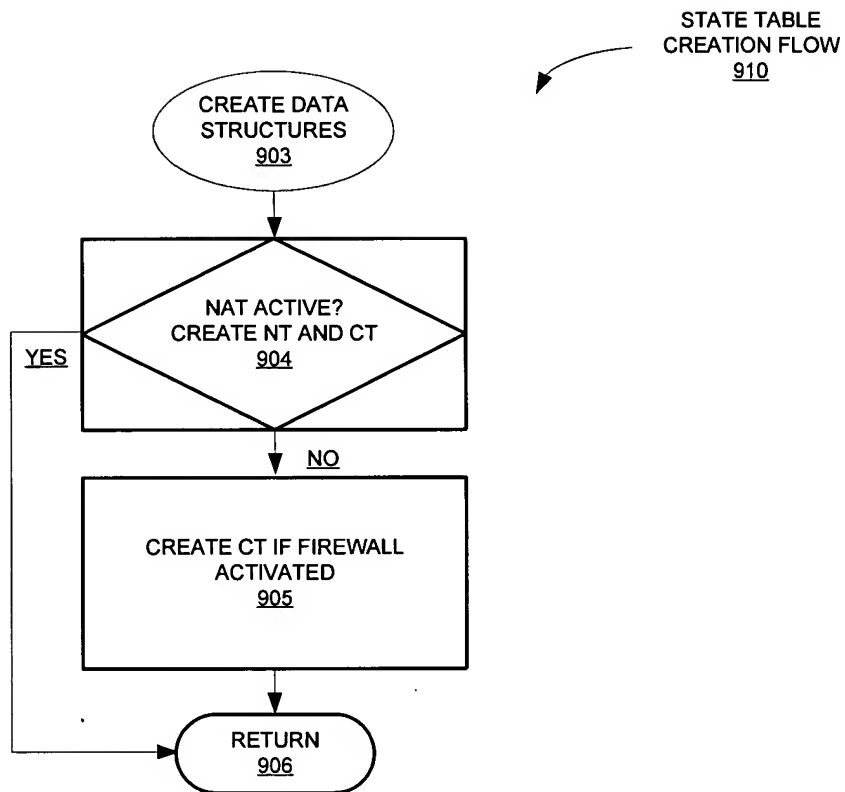 STATE TABLE
CREATION FLOW
910
CREATE DATA
STRUCTURES
903
NAT ACTIVE?
CREATE NT AND CT
904
YES
NO
CREATE CT IF FIREWALL
ACTIVATED
905
RETURN
906